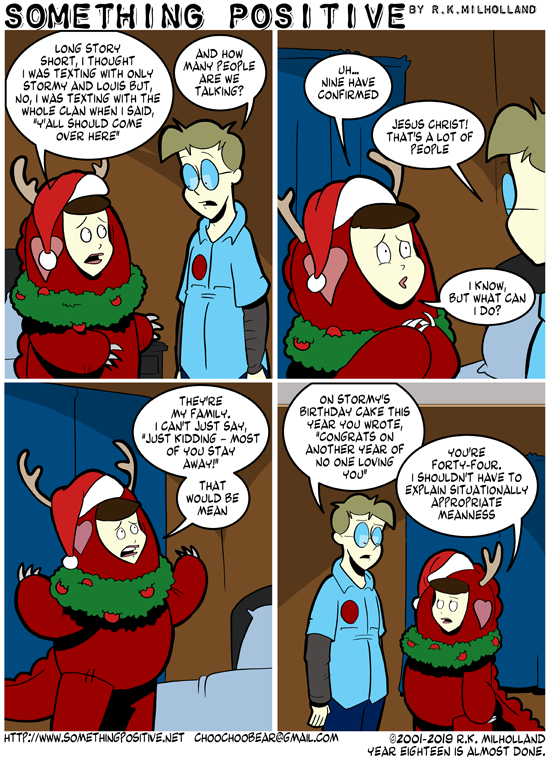 SOMETHING POSITIVE BY R.K.MILHOLLAND
LONG STORY
SHORT, I THOUGHT
I WAS TEXTING WITH ONLY
STORMY AND LOUIS BUT,
NO, I WAS TEXTING WITH THE
WHOLE CLAN WHEN I SAID,
"Y'ALL SHOULD COME
OVER HERE"
AND HOW
MANY PEOPLE
ARE WE
TALKING?
UH...
NINE HAVE
CONFIRMED
JESUS CHRIST!
THAT'S A LOT OF
PEOPLE
I KNOW,
BUT WHAT CAN
I DO?
THEY'RE
MY FAMILY.
I CAN'T JUST SAY,
"JUST KIDDING - MOST
OF YOU STAY
AWAY!"
THAT
WOULD BE
MEAN
ON STORMY'S
BIRTHDAY CAKE THIS
YEAR YOU WROTE,
"CONGRATS ON
ANOTHER YEAR OF
NO ONE LOVING
YOU"
YOU'RE
FORTY-FOUR.
I SHOULDN'T HAVE TO
EXPLAIN SITUATIONALLY
APPROPRIATE
MEANNESS
HTTP://WWW.SOMETHINGPOSITIVE.NET CHOOCHOOBEAR@GMAIL.COM
©2001-2019 R.K. MILHOLLAND
YEAR EIGHTEEN IS ALMOST DONE.